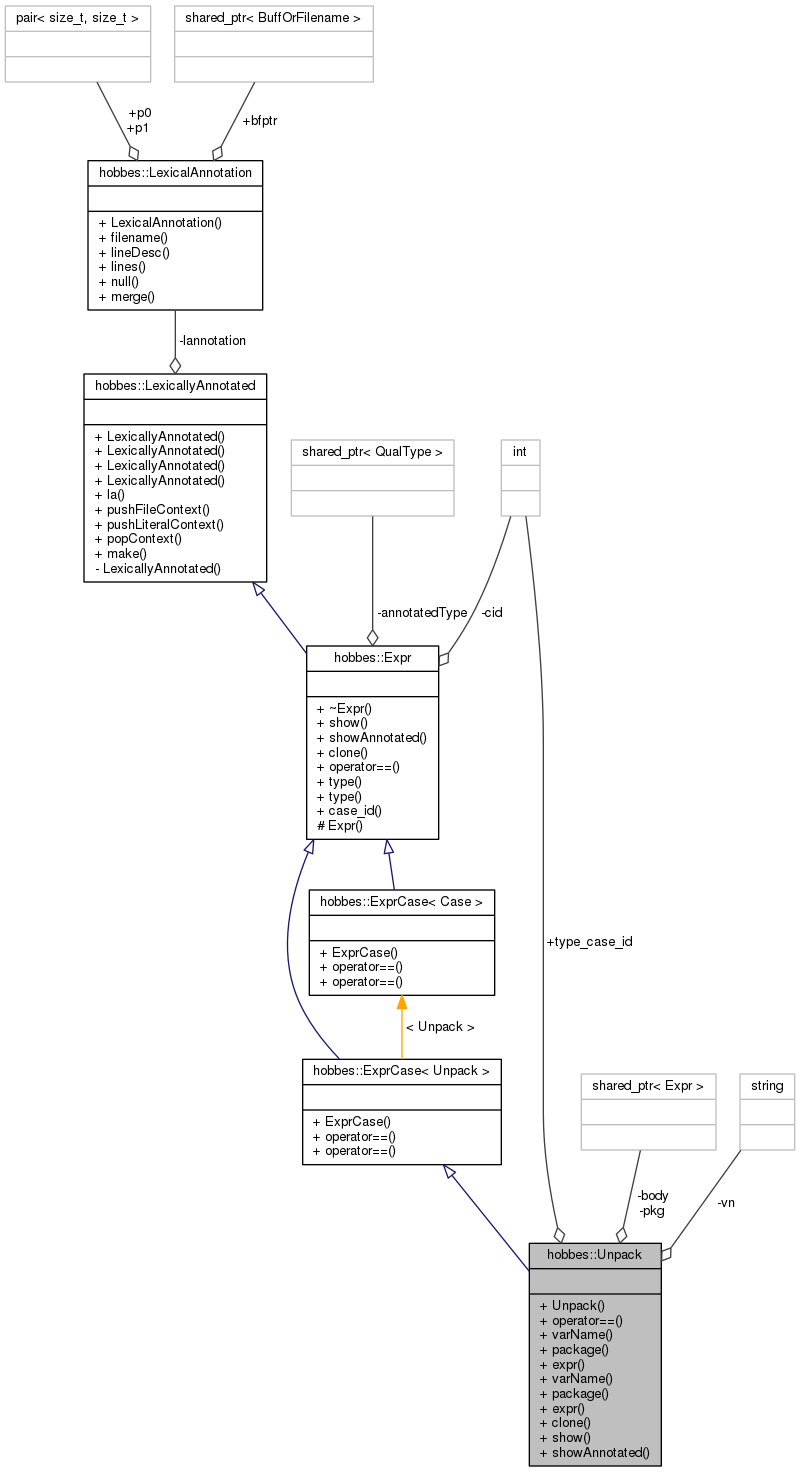 pair< size_t, size_t >
shared_ptr< BuffOrFilename >
+p0
+p1
+bfptr
hobbes::LexicalAnnotation
+ LexicalAnnotation()
+ filename()
+ lineDesc()
+ lines()
+ null()
+ merge()
-lannotation
hobbes::LexicallyAnnotated
+ LexicallyAnnotated()
+ LexicallyAnnotated()
+ LexicallyAnnotated()
+ LexicallyAnnotated()
+ la()
+ pushFileContext()
+ pushLiteralContext()
+ popContext()
+ make()
- LexicallyAnnotated()
shared_ptr< QualType >
int
-annotatedType
-cid
hobbes::Expr
+ ~Expr()
+ show()
+ showAnnotated()
+ clone()
+ operator==()
+ type()
+ type()
+ case_id()
# Expr()
hobbes::ExprCase< Case >
+ ExprCase()
+ operator==()
+ operator==()
+type_case_id
< Unpack >
hobbes::ExprCase< Unpack >
+ ExprCase()
+ operator==()
+ operator==()
shared_ptr< Expr >
string
-body
-pkg
-vn
hobbes::Unpack
+ Unpack()
+ operator==()
+ varName()
+ package()
+ expr()
+ varName()
+ package()
+ expr()
+ clone()
+ show()
+ showAnnotated()